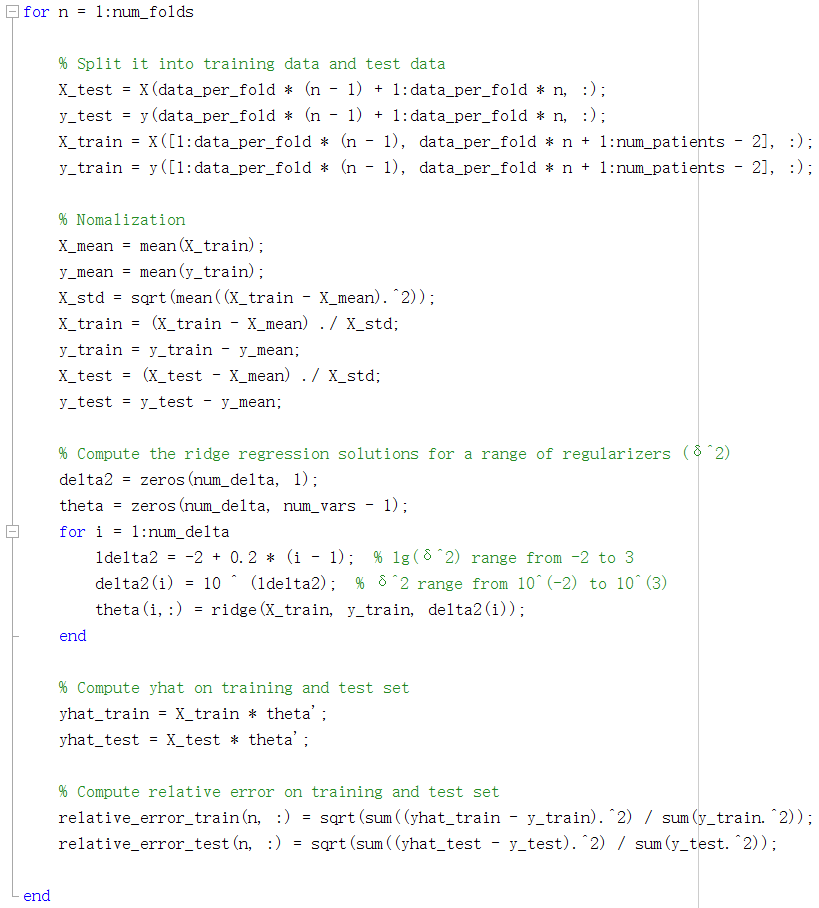 for n = 1:num_folds
% Split it into training data and test data
X_test = X(data_per_fold * (n - 1) + 1:data_per_fold * n, :);
y_test = y(data_per_fold * (n - 1) + 1:data_per_fold * n, :);
X_train = X([1:data_per_fold * (n - 1), data_per_fold * n + 1:num_patients - 2], :);
y_train = y([1:data_per_fold * (n - 1), data_per_fold * n + 1:num_patients - 2], :);
% Nomalization
X_mean = mean(X_train);
y_mean = mean(y_train);
X_std = sqrt(mean((X_train - X_mean).^2));
X_train = (X_train - X_mean) ./ X_std;
y_train = y_train - y_mean;
X_test = (X_test - X_mean) ./ X_std;
y_test = y_test - y_mean;
% Compute the ridge regression solutions for a range of regularizers (δ^2)
delta2 = zeros(num_delta, 1);
theta = zeros(num_delta, num_vars - 1);
for i = 1:num_delta
ldelta2 = -2 + 0.2 * (i - 1);  % lg(δ^2) range from -2 to 3
delta2(i) = 10 ^ (ldelta2);  % δ^2 range from 10^(-2) to 10^(3)
theta(i,:) = ridge(X_train, y_train, delta2(i));
end
% Compute yhat on training and test set
yhat_train = X_train * theta';
yhat_test = X_test * theta';
% Compute relative error on training and test set
relative_error_train(n, :) = sqrt(sum((yhat_train - y_train).^2) / sum(y_train.^2));
relative_error_test(n, :) = sqrt(sum((yhat_test - y_test).^2) / sum(y_test.^2));
end